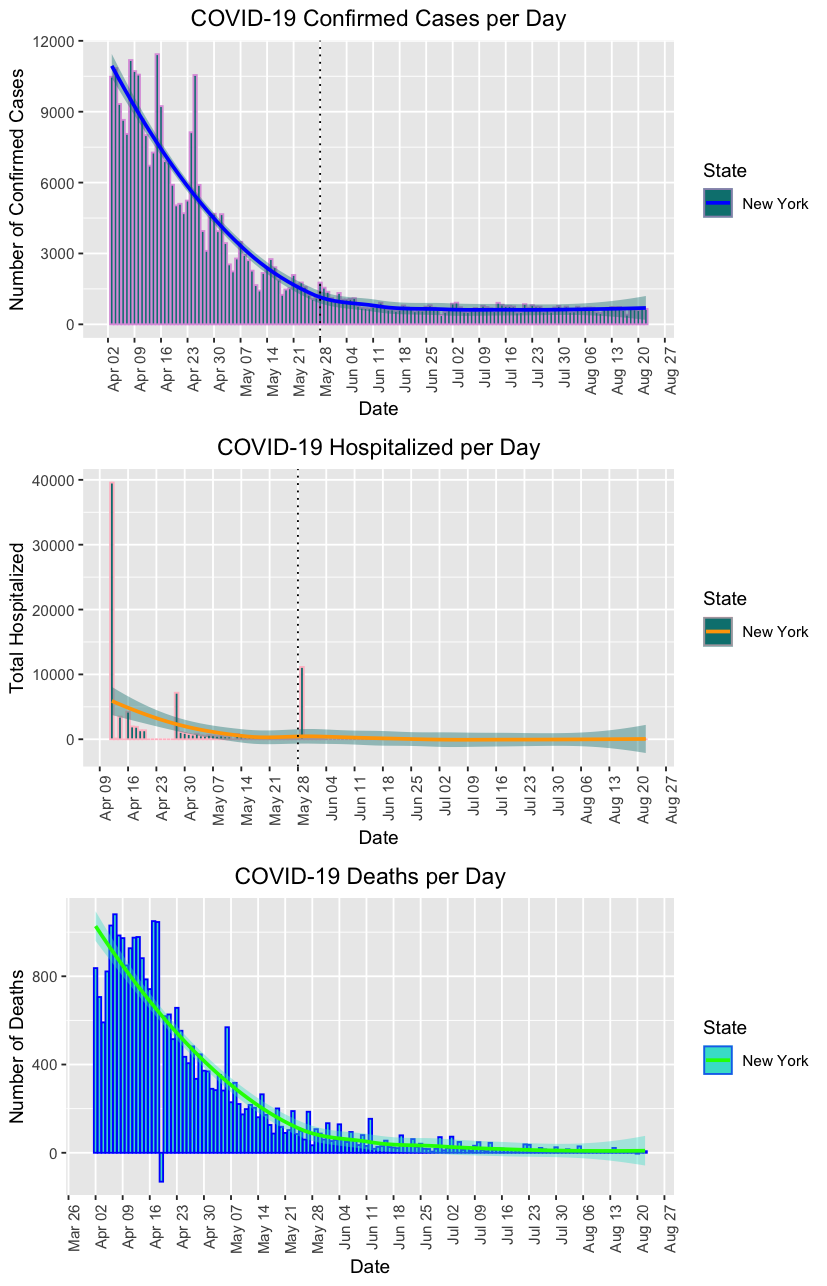 COVID-19 Confirmed Cases per Day
Number of Confirmed Cases
12000
9000
6000
3000
0
Apr 02
Apr 09
Apr 16
Apr 23
Apr 30
May 07
May 14
May 21
May 28
Jun 04
Jun 11
Jun 18
Jun 25
Jul 02
Jul 09
Jul 16
Jul 23
Jul 30
Aug 06
Aug 13
Aug 20
Aug 27
Date
State
New York
COVID-19 Hospitalized per Day
Total Hospitalized
40000
30000
20000
10000
0
Apr 09
Apr 16
Apr 23
Apr 30
May 07
May 14
May 21
May 28
Jun 04
Jun 11
Jun 18
Jun 25
Jul 02
Jul 09
Jul 16
Jul 23
Jul 30
Aug 06
Aug 13
Aug 20
Aug 27
Date
State
New York
COVID-19 Deaths per Day
Number of Deaths
800
400
0
Mar 26
Apr 02
Apr 09
Apr 16
Apr 23
Apr 30
May 07
May 14
May 21
May 28
Jun 04
Jun 11
Jun 18
Jun 25
Jul 02
Jul 09
Jul 16
Jul 23
Jul 30
Aug 06
Aug 13
Aug 20
Aug 27
Date
State
New York